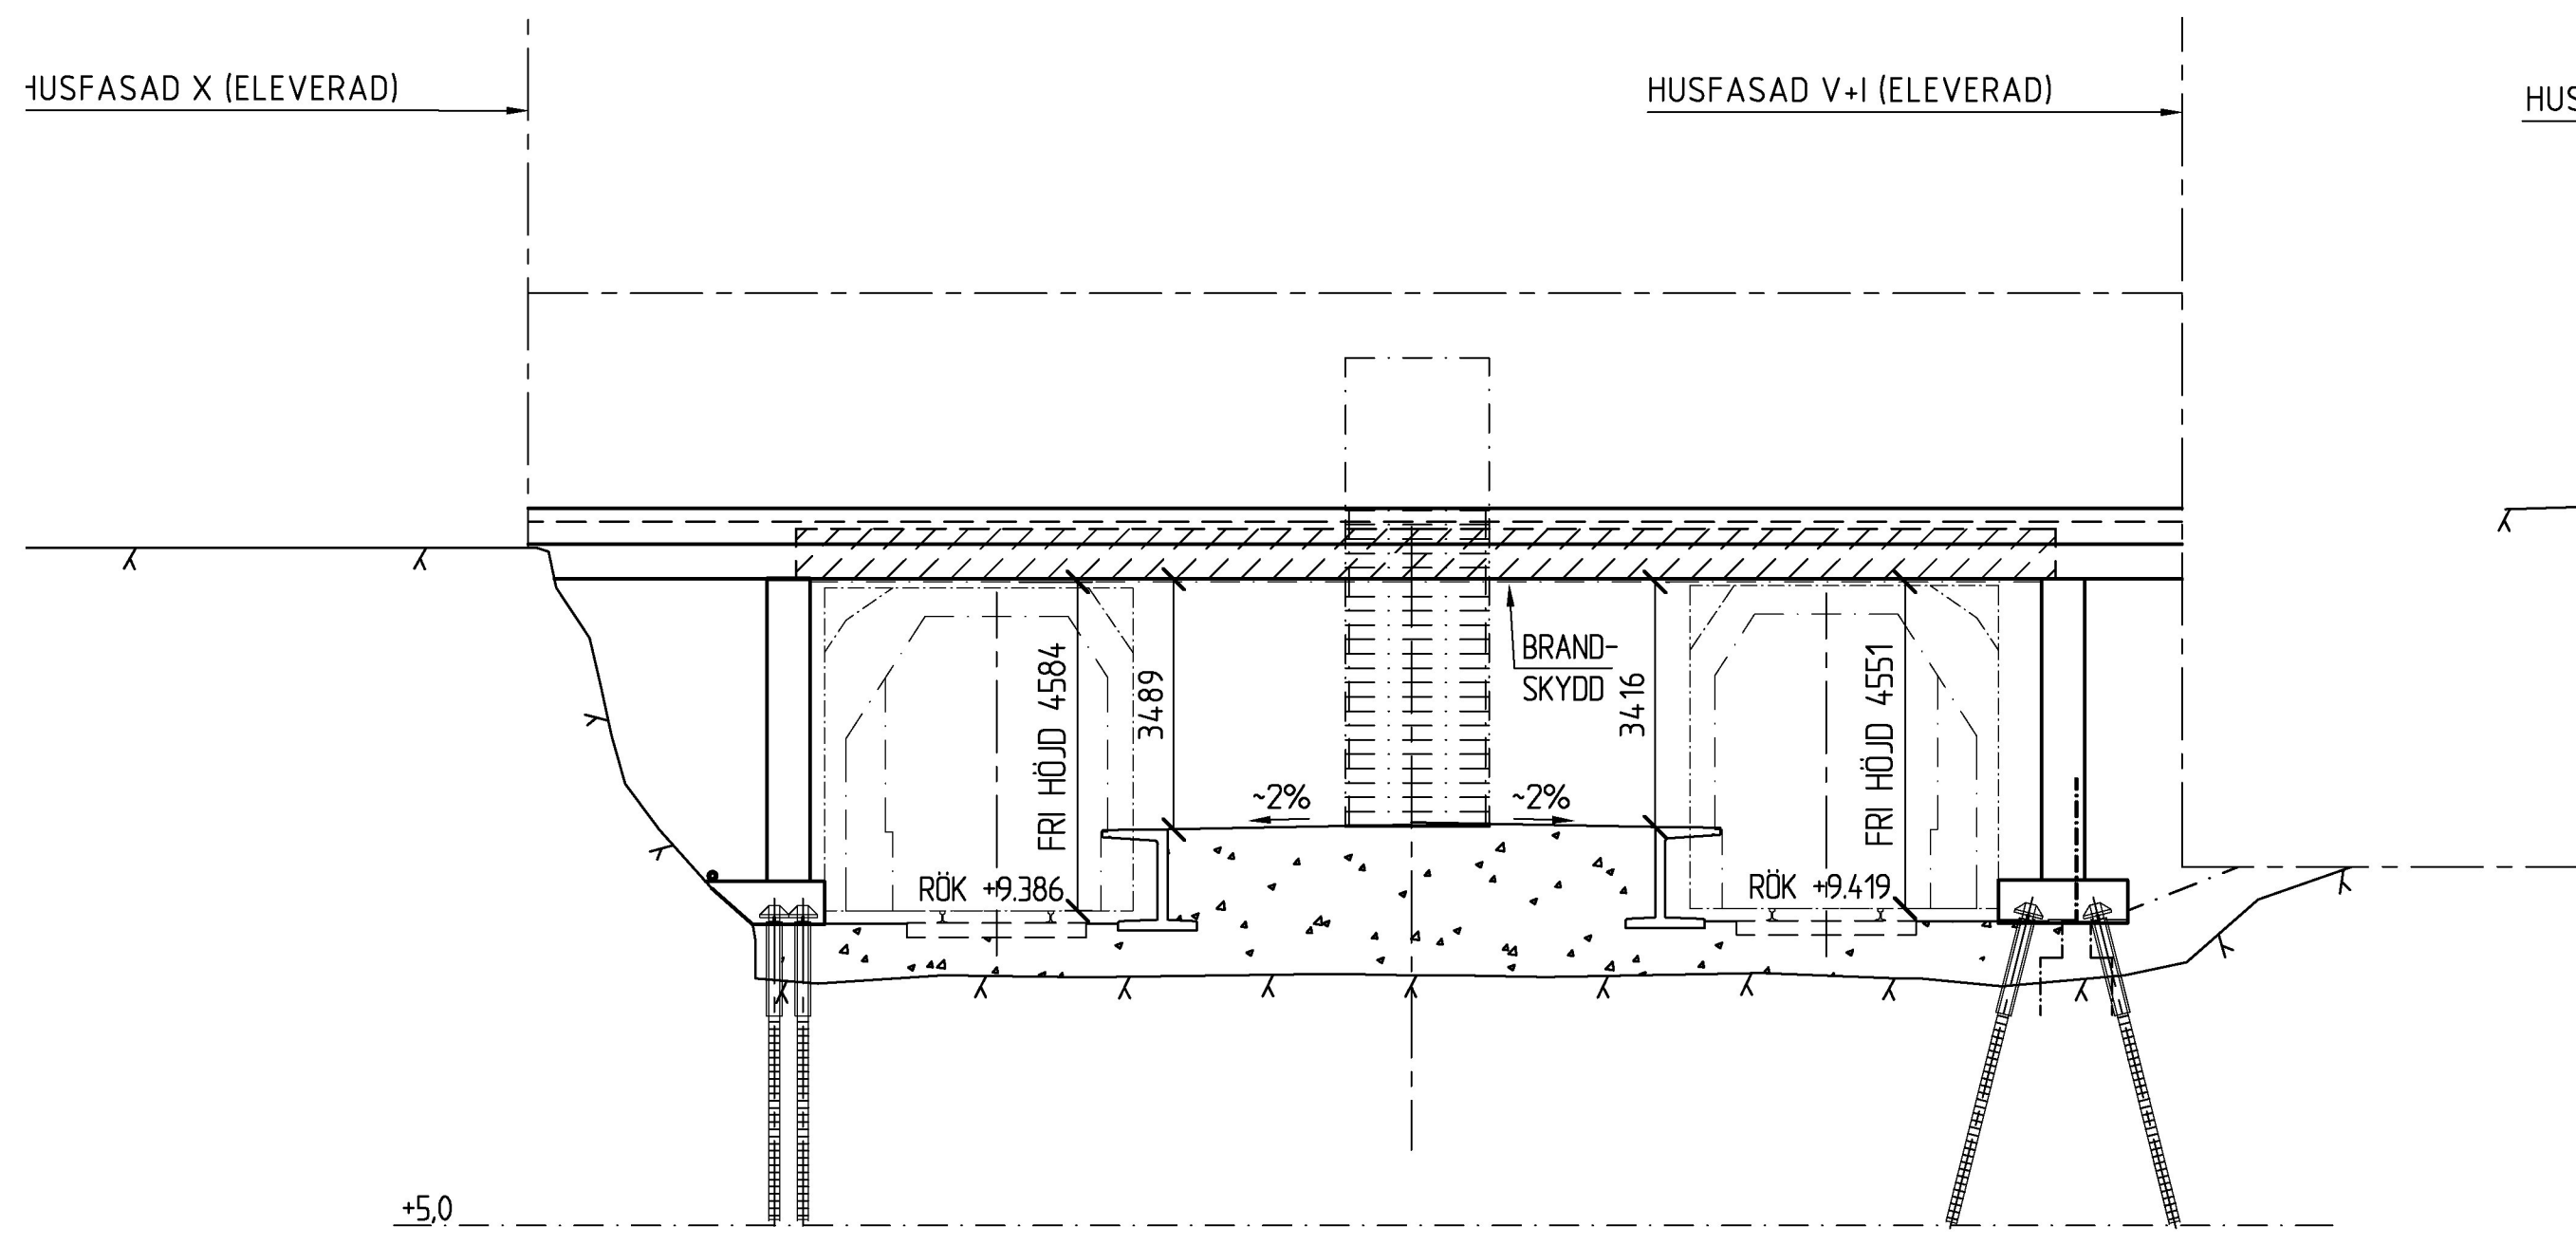 HUSFASAD X (ELEVERAD)
HUSFASAD V+I (ELEVERAD)
HUS
BRAND-
SKYDD
FRI HÖJD 4584
3489
3416
FRI HÖJD 4551
~2%
~2%
RÖK +9.386
RÖK +9.419
+5,0